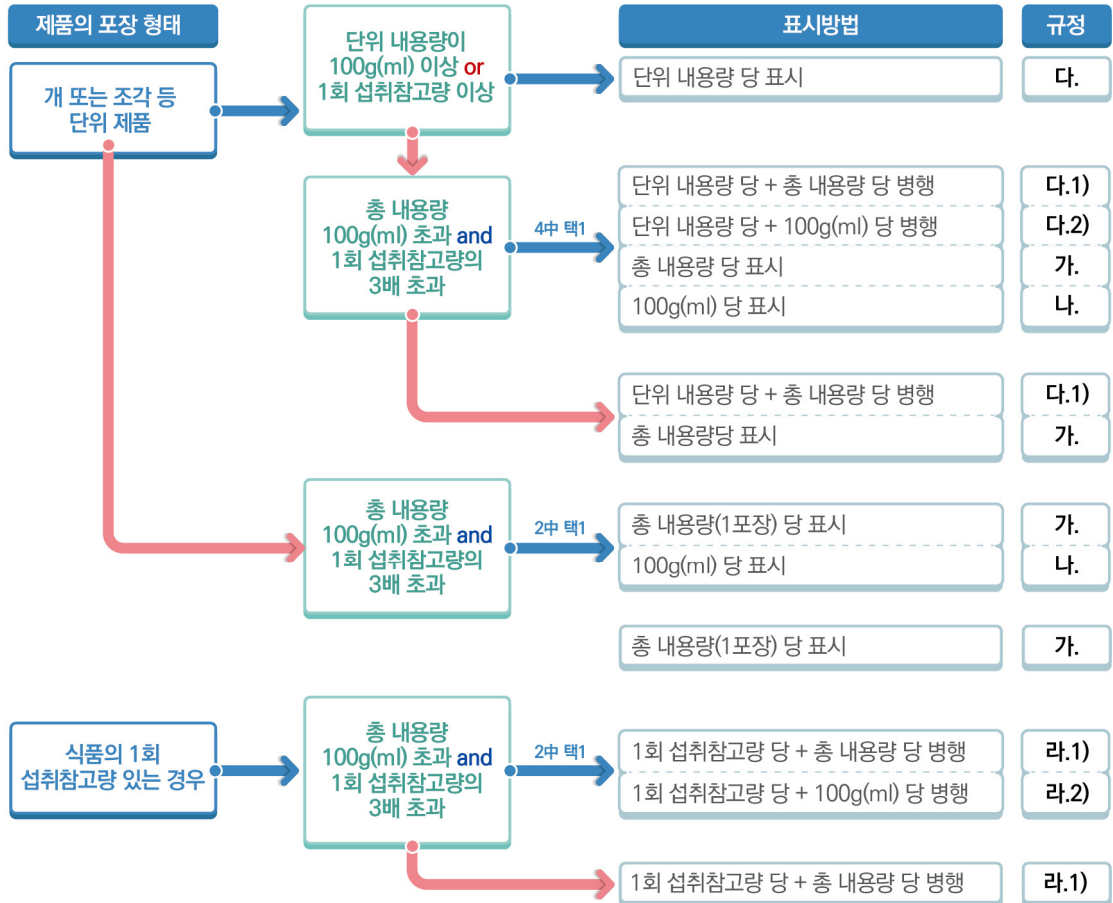 제품의 포장 형태
표시방법
규정
개 또는 조각 등
단위 제품
단위 내용량이
100g(ml) 이상 or
1회 섭취참고량 이상
단위 내용량 당 표시
다.
총 내용량
100g(ml) 초과 and
1회 섭취참고량의
3배 초과
4中 택1
단위 내용량 당 + 총 내용량 당 병행
다.1)
단위 내용량 당 + 100g(ml) 당 병행
다.2)
총 내용량 당 표시
가.
100g(ml) 당 표시
나.
단위 내용량 당 + 총 내용량 당 병행
다.1)
총 내용량당 표시
가.
총 내용량
100g(ml) 초과 and
1회 섭취참고량의
3배 초과
2中 택1
총 내용량(1포장) 당 표시
가.
100g(ml) 당 표시
나.
총 내용량(1포장) 당 표시
가.
식품의 1회
섭취참고량 있는 경우
총 내용량
100g(ml) 초과 and
1회 섭취참고량의
3배 초과
2中 택1
1회 섭취참고량 당 + 총 내용량 당 병행
라.1)
1회 섭취참고량 당 + 100g(ml) 당 병행
라.2)
1회 섭취참고량 당 + 총 내용량 당 병행
라.1)